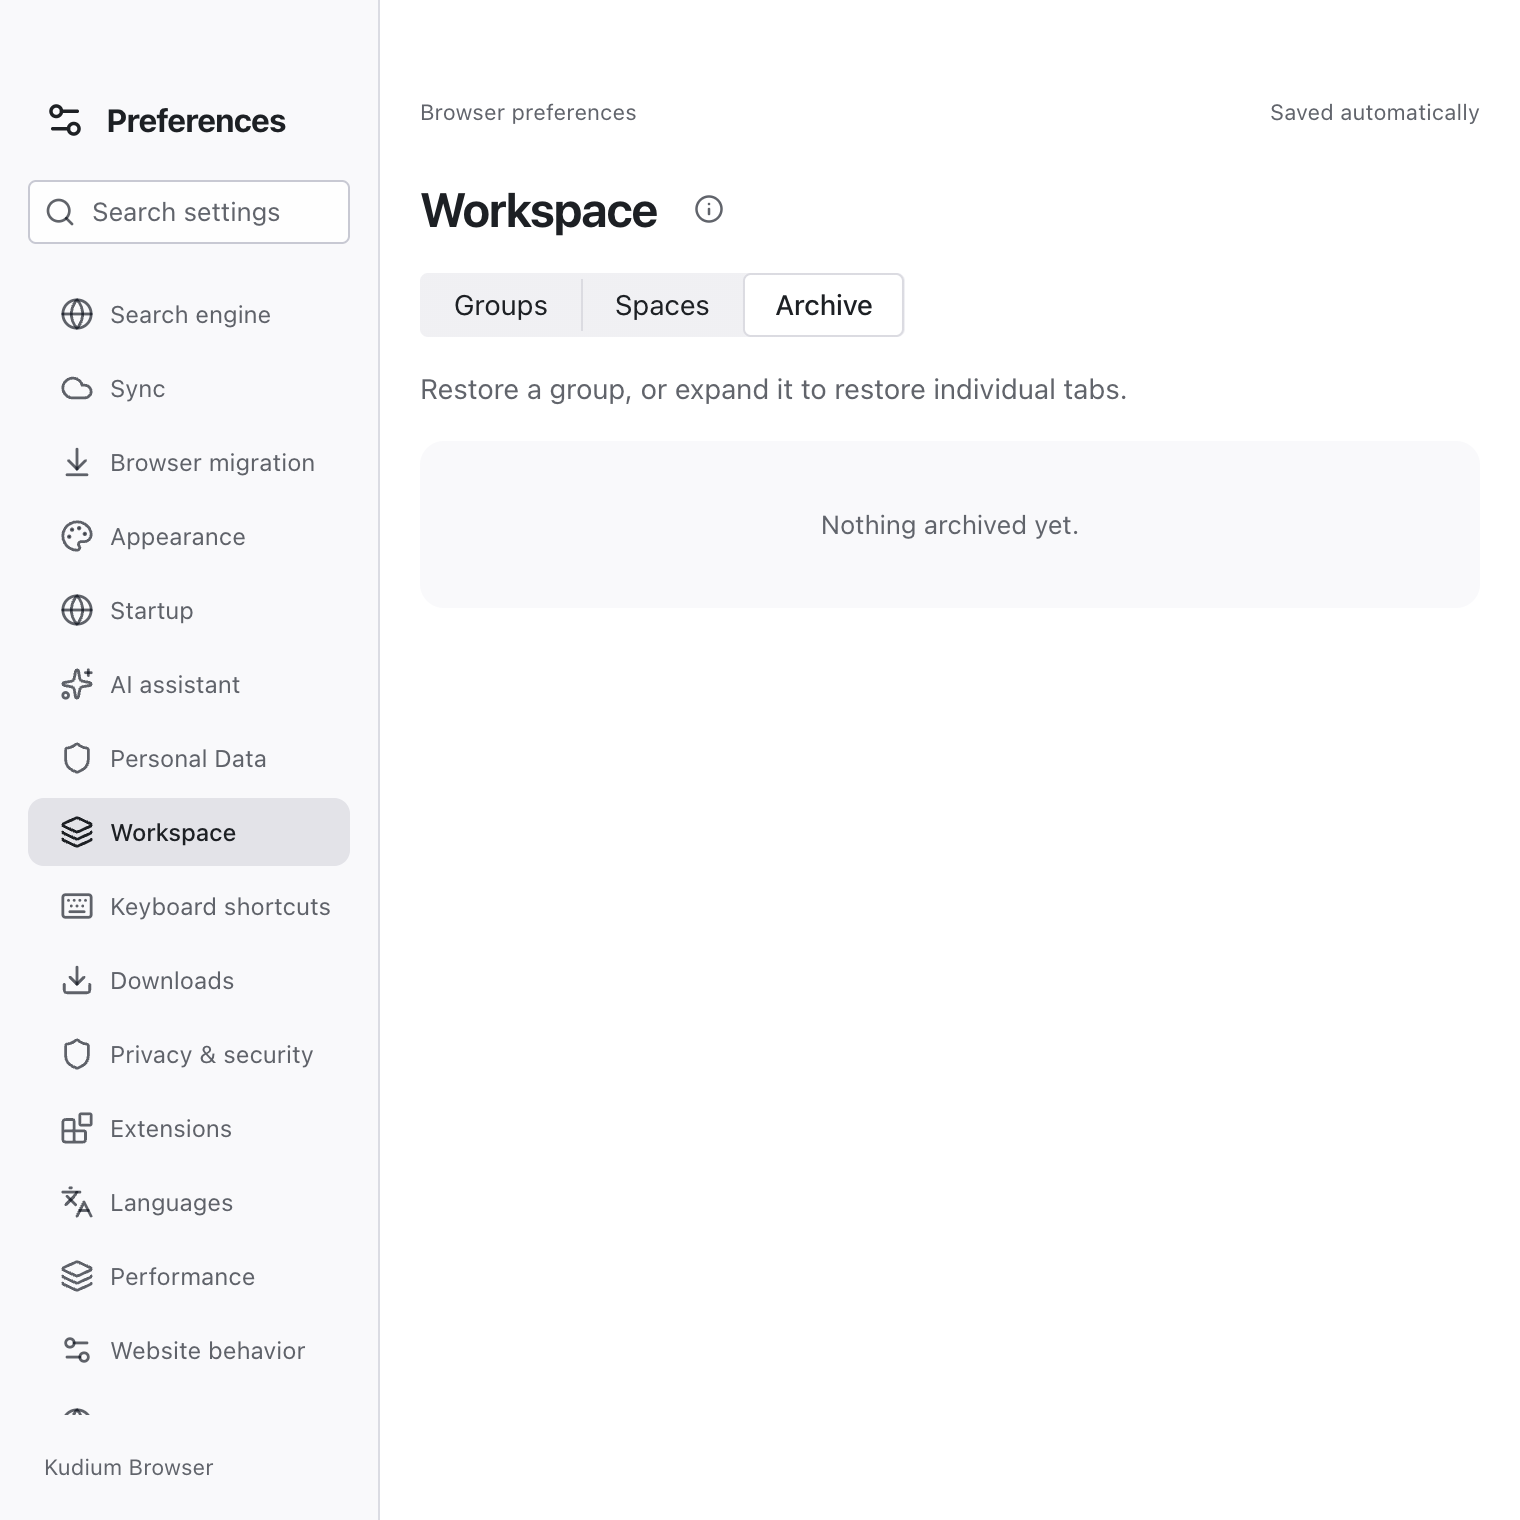 Preferences
Search settings
Search engine
Sync
Browser migration
Appearance
Startup
AI assistant
Personal Data
Workspace
Keyboard shortcuts
Downloads
Privacy & security
Extensions
Languages
Performance
Website behavior
Kudium Browser
Browser preferences
Saved automatically
Workspace
Groups
Spaces
Archive
Restore a group, or expand it to restore individual tabs.
Nothing archived yet.